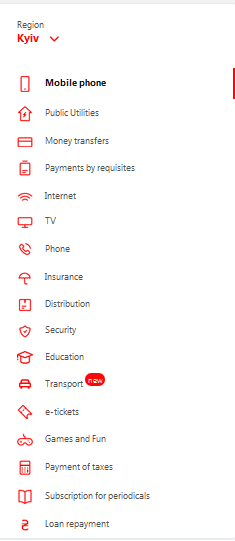 Region
Kyiv
Mobile phone
Public Utilities
Money transfers
Payments by requisites
Internet
TV
Phone
Insurance
Distribution
Security
Education
Transport new
e-tickets
Games and Fun
Payment of taxes
Subscription for periodicals
Loan repayment